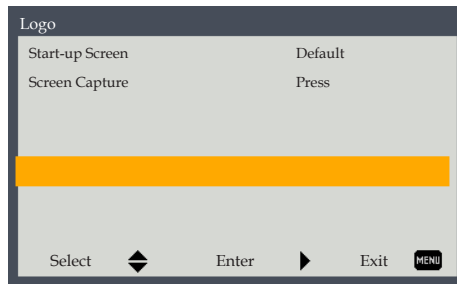 Logo
Start-up Screen Default
Screen Capture Press
Select Enter Exit MENU